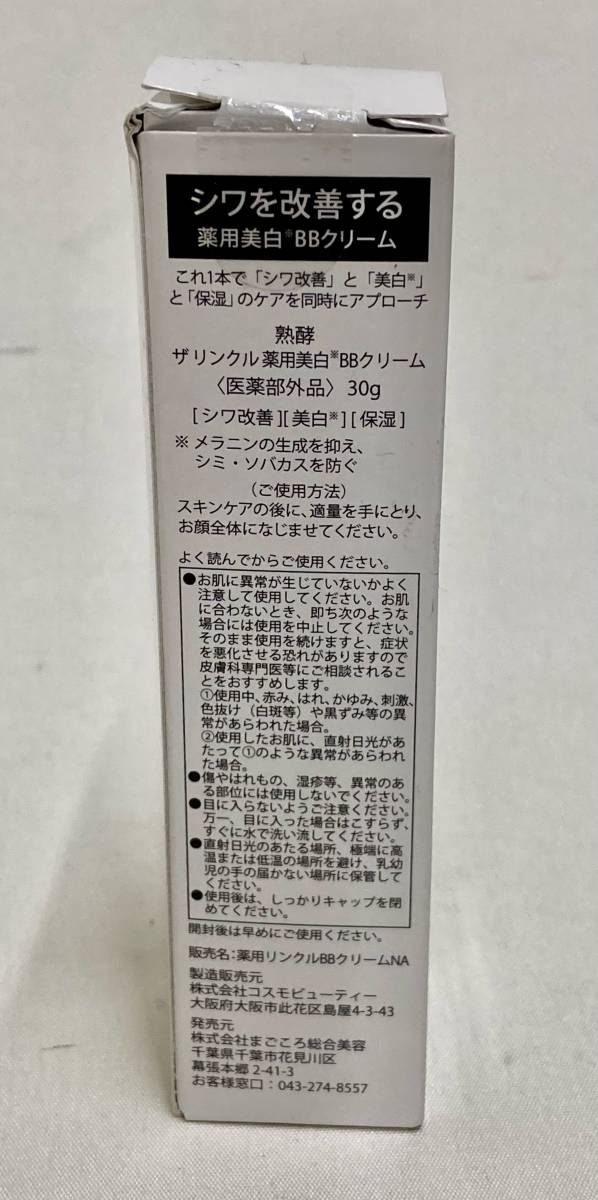 シワを改善する
薬用美白※BBクリーム
これ1本で「シワ改善」と「美白※」
と「保湿」のケアを同時にアプローチ
熟酵
ザ リンクル 薬用美白※BBクリーム
〈医薬部外品〉 30g
[シワ改善][美白※][保湿]
※ メラニンの生成を抑え、
シミ・ソバカスを防ぐ
(ご使用方法)
スキンケアの後に、適量を手にとり、
お顔全体になじませてください。
よく読んでからご使用ください。
●お肌に異常が生じていないかよく
注意して使用してください。お肌
に合わないとき、即ち次のような
場合には使用を中止してください。
そのまま使用を続けますと、症状
を悪化させる恐れがありますので
皮膚科専門医等にご相談されるこ
とをおすすめします。
①使用中、赤み、はれ、かゆみ、刺激、
色抜け(白斑等)や黒ずみ等の異
常があらわれた場合。
②使用したお肌に、直射日光があ
たって①のような異常があらわれ
た場合。
●傷やはれもの、湿疹等、異常のあ
る部位には使用しないでください。
●目に入らないようご注意ください。
万一、目に入った場合はこすらず、
すぐに水で洗い流してください。
●直射日光のあたる場所、極端に高
温または低温の場所を避け、乳幼
児の手の届かない場所に保管して
ください。
●使用後は、しっかりキャップを閉
めてください。
開封後は早めにご使用ください。
販売名:薬用リンクルBBクリームNA
製造販売元
株式会社コスモビューティー
大阪府大阪市此花区島屋4-3-43
発売元
株式会社まごころ総合美容
千葉県千葉市花見川区
幕張本郷 2-41-3
お客様窓口:043-274-8557